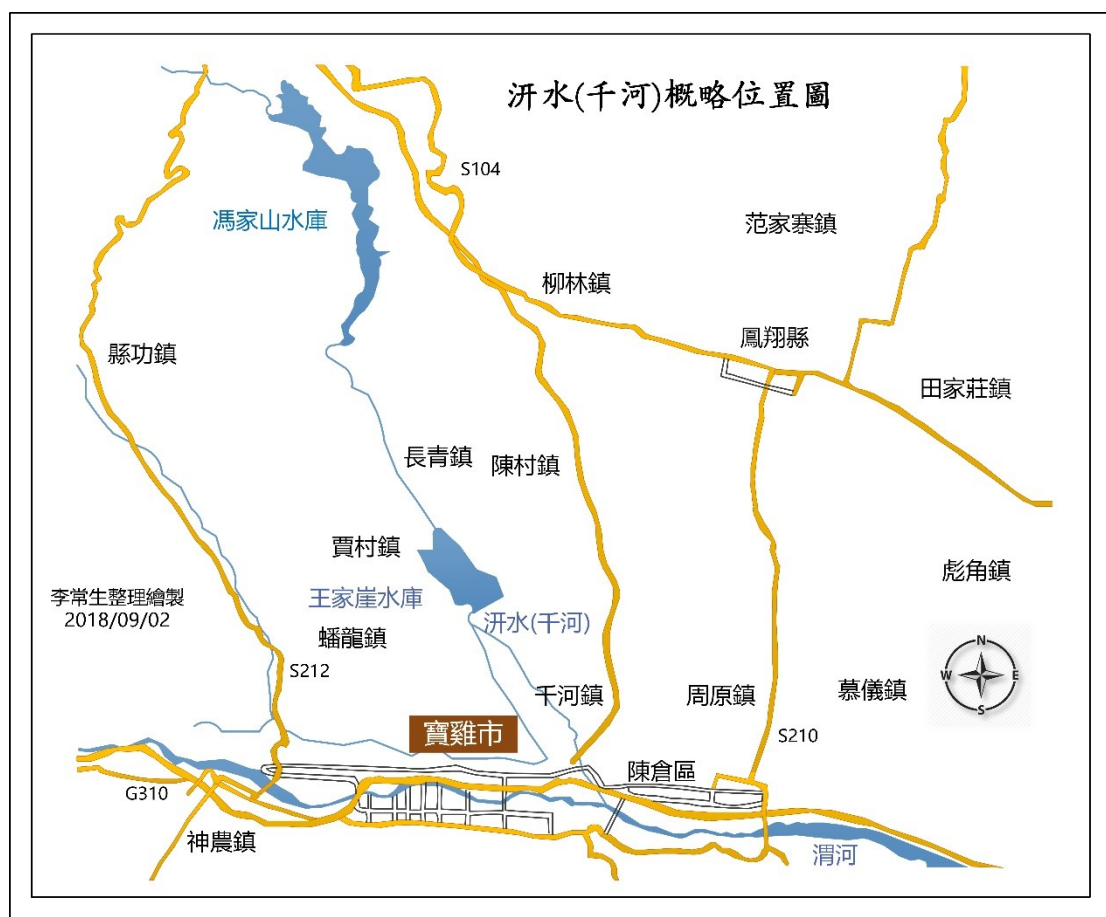 汧水(千河)概略位置圖
S104
馮家山水庫
范家寨鎮
柳林鎮
鳳翔縣
縣功鎮
田家莊鎮
長青鎮
陳村鎮
賈村鎮
彪角鎮
李常生整理繪製
2018/09/02
王家崖水庫
汧水(千河)
蟠龍鎮
S212
千河鎮
周原鎮
慕儀鎮
N
W
E
S
寶雞市
S210
陳倉區
G310
神農鎮
渭河